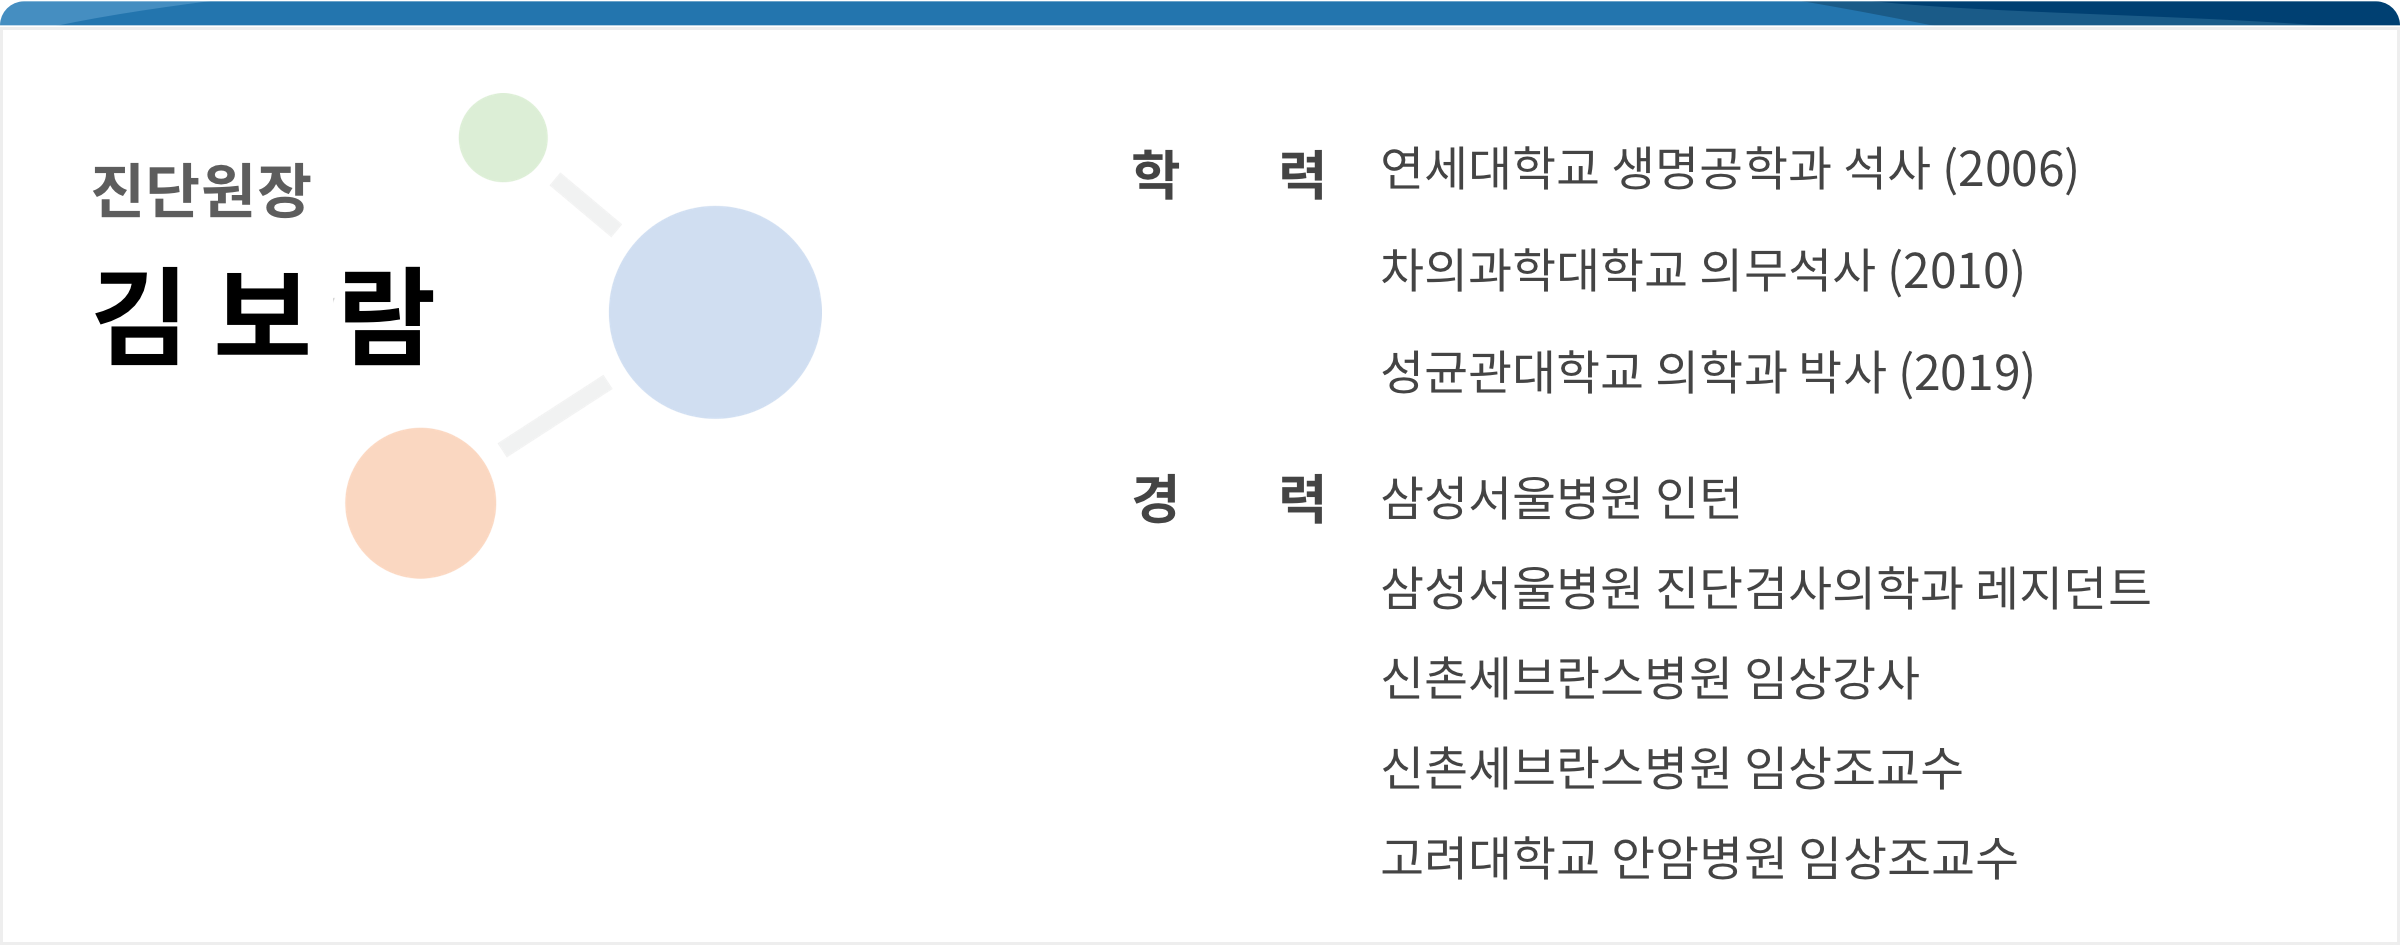 진단원장
김 보 람
학 력 연세대학교 생명공학과 석사 (2006)
차의과학대학교 의무석사 (2010)
성균관대학교 의학과 박사 (2019)
경 력 삼성서울병원 인턴
삼성서울병원 진단검사의학과 레지던트
신촌세브란스병원 임상강사
신촌세브란스병원 임상조교수
고려대학교 안암병원 임상조교수